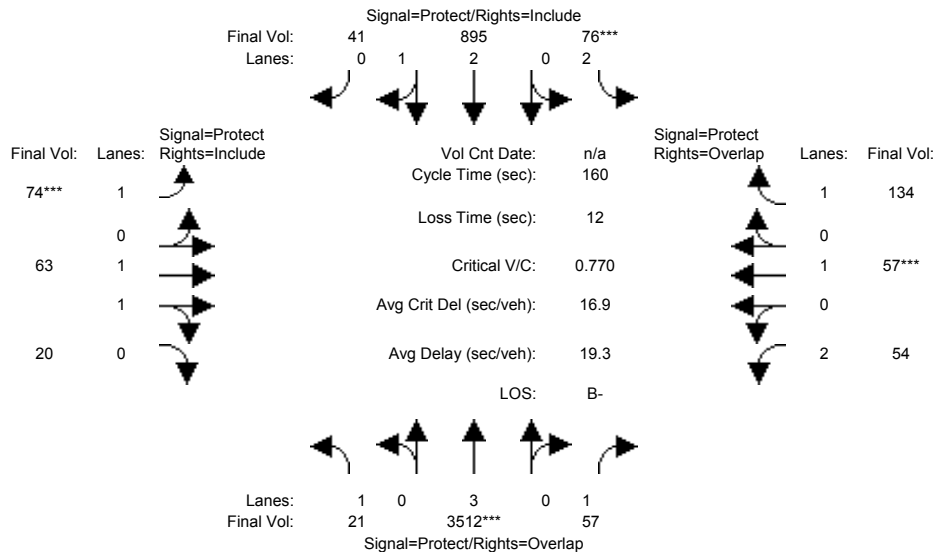 Signal=Protect/Rights=Include
Final Vol: 41 895 76***
Lanes: 0 1 2 0 2
Signal=Protect
Final Vol: Lanes: Rights=Include Vol Cnt Date: n/a
Signal=Protect
Rights=Overlap Lanes: Final Vol:
Cycle Time (sec): 160
74*** 1 1 134
Loss Time (sec): 12
0 0
63 1 Critical V/C: 0.770 1 57***
1 Avg Crit Del (sec/veh): 16.9 0
20 0 Avg Delay (sec/veh): 19.3 2 54
LOS: B-
Lanes: 1 0 3 0 1
Final Vol: 21 3512*** 57
Signal=Protect/Rights=Overlap